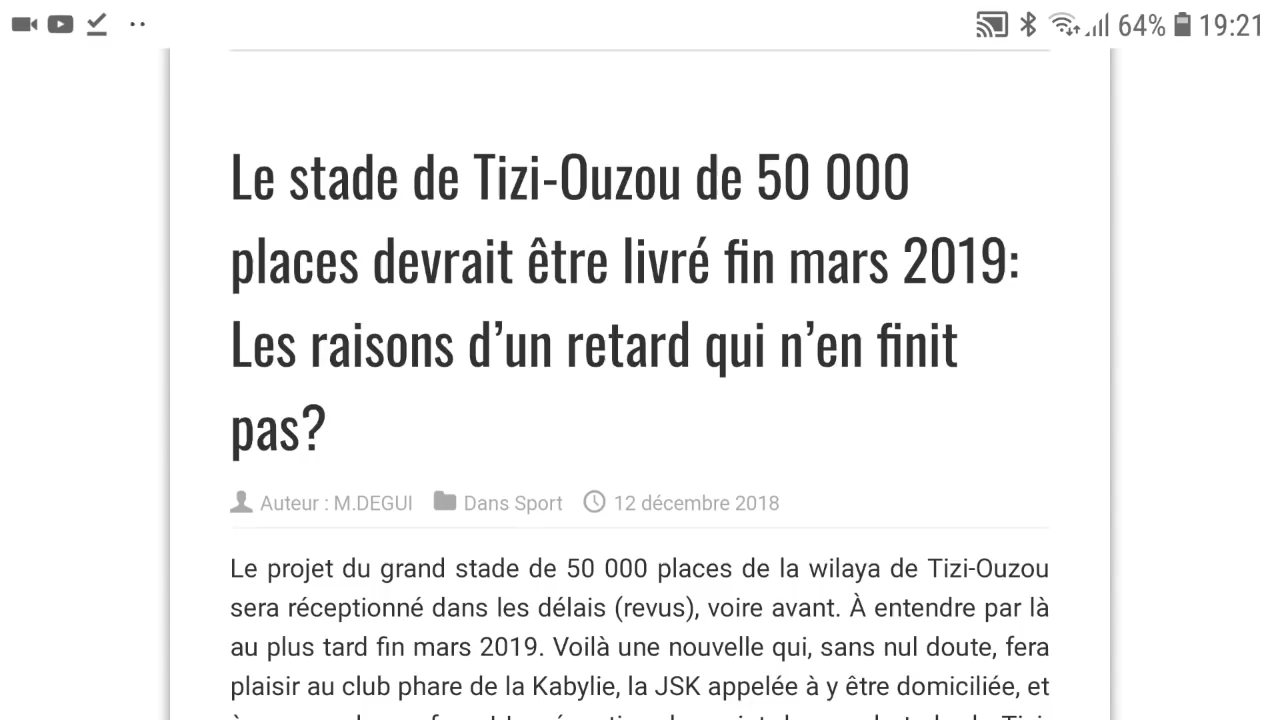 64% 19:21
Le stade de Tizi-Ouzou de 50 000
places devrait être livré fin mars 2019:
Les raisons d’un retard qui n’en finit
pas?
Auteur : M.DEGUI Dans Sport 12 décembre 2018
Le projet du grand stade de 50 000 places de la wilaya de Tizi-Ouzou
sera réceptionné dans les délais (revus), voire avant. À entendre par là
au plus tard fin mars 2019. Voilà une nouvelle qui, sans nul doute, fera
plaisir au club phare de la Kabylie, la JSK appelée à y être domiciliée, et